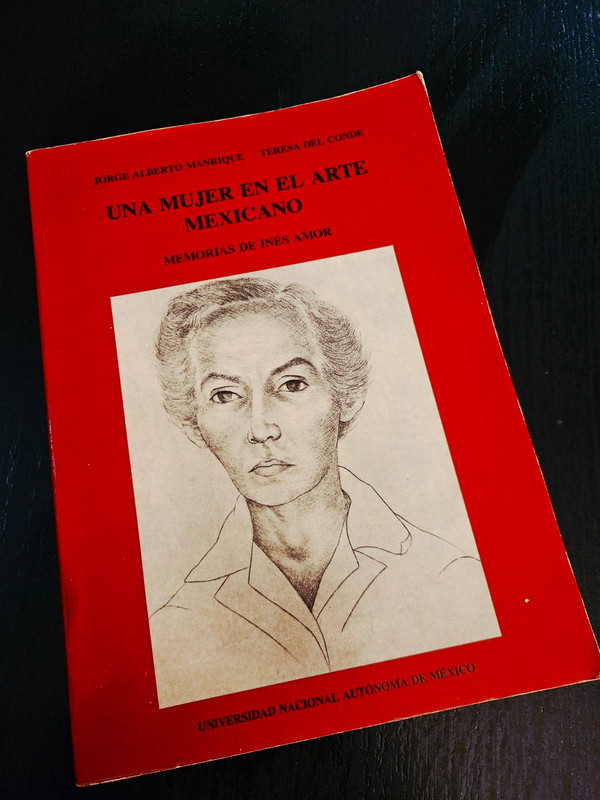 JORGE ALBERTO MANRIQUE TERESA DEL CONDE
UNA MUJER EN EL ARTE
MEXICANO
MEMORIAS DE INÉS AMOR
UNIVERSIDAD NACIONAL AUTÓNOMA DE MÉXICO